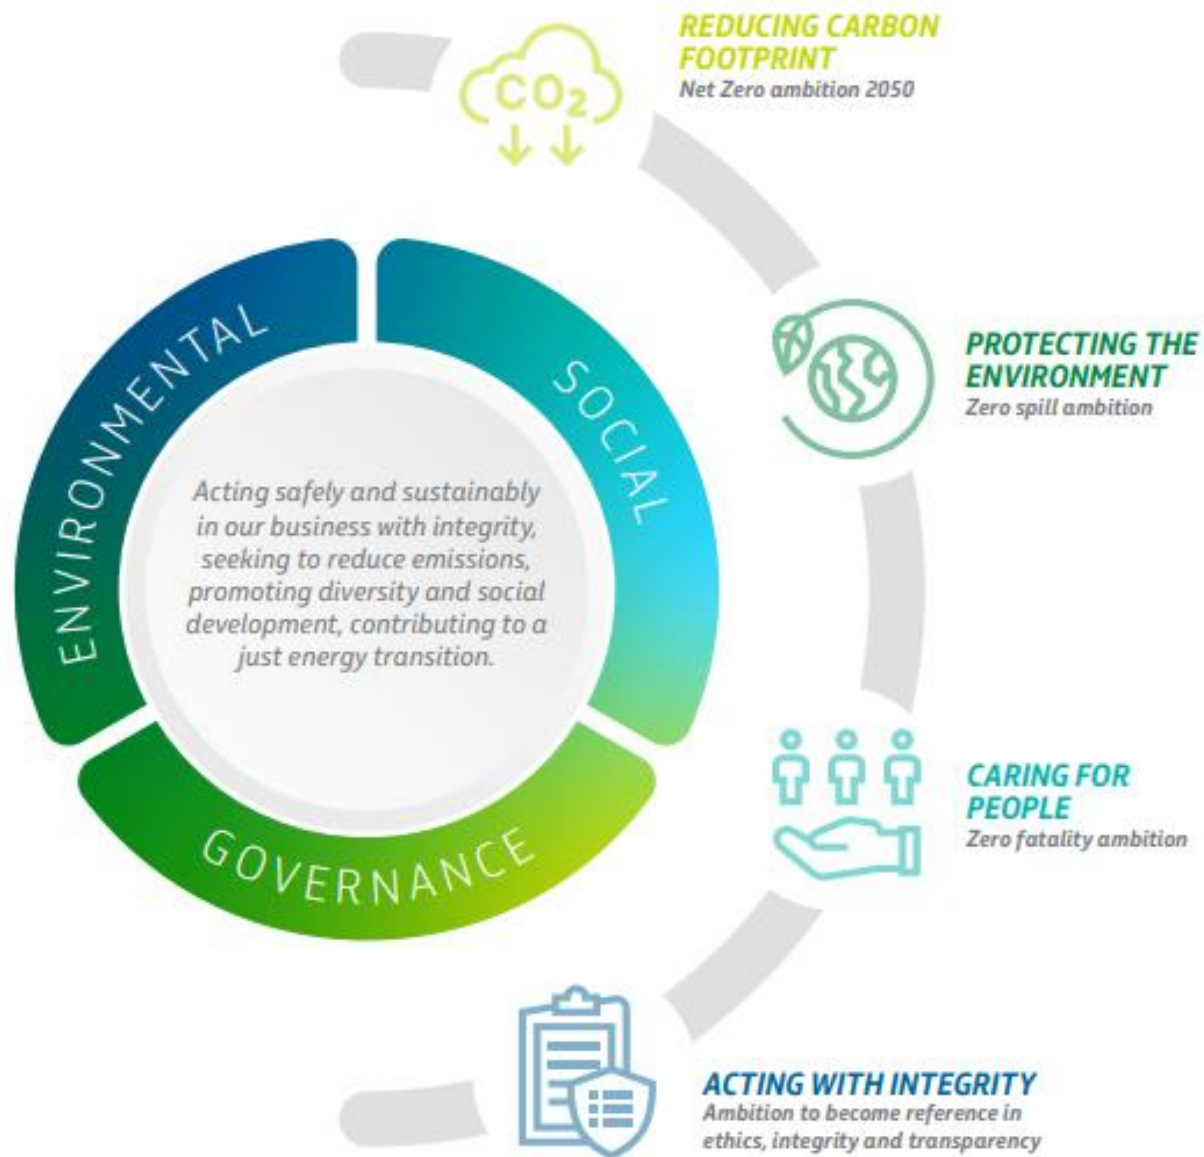 REDUCING CARBON
FOOTPRINT
Net Zero ambition 2050
CO₂
PROTECTING THE
ENVIRONMENT
Zero spill ambition
ENVIRONMENTAL
SOCIAL
GOVERNANCE
Acting safely and sustainably
in our business with integrity,
seeking to reduce emissions,
promoting diversity and social
development, contributing to a
just energy transition.
CARING FOR
PEOPLE
Zero fatality ambition
ACTING WITH INTEGRITY
Ambition to become reference in
ethics, integrity and transparency